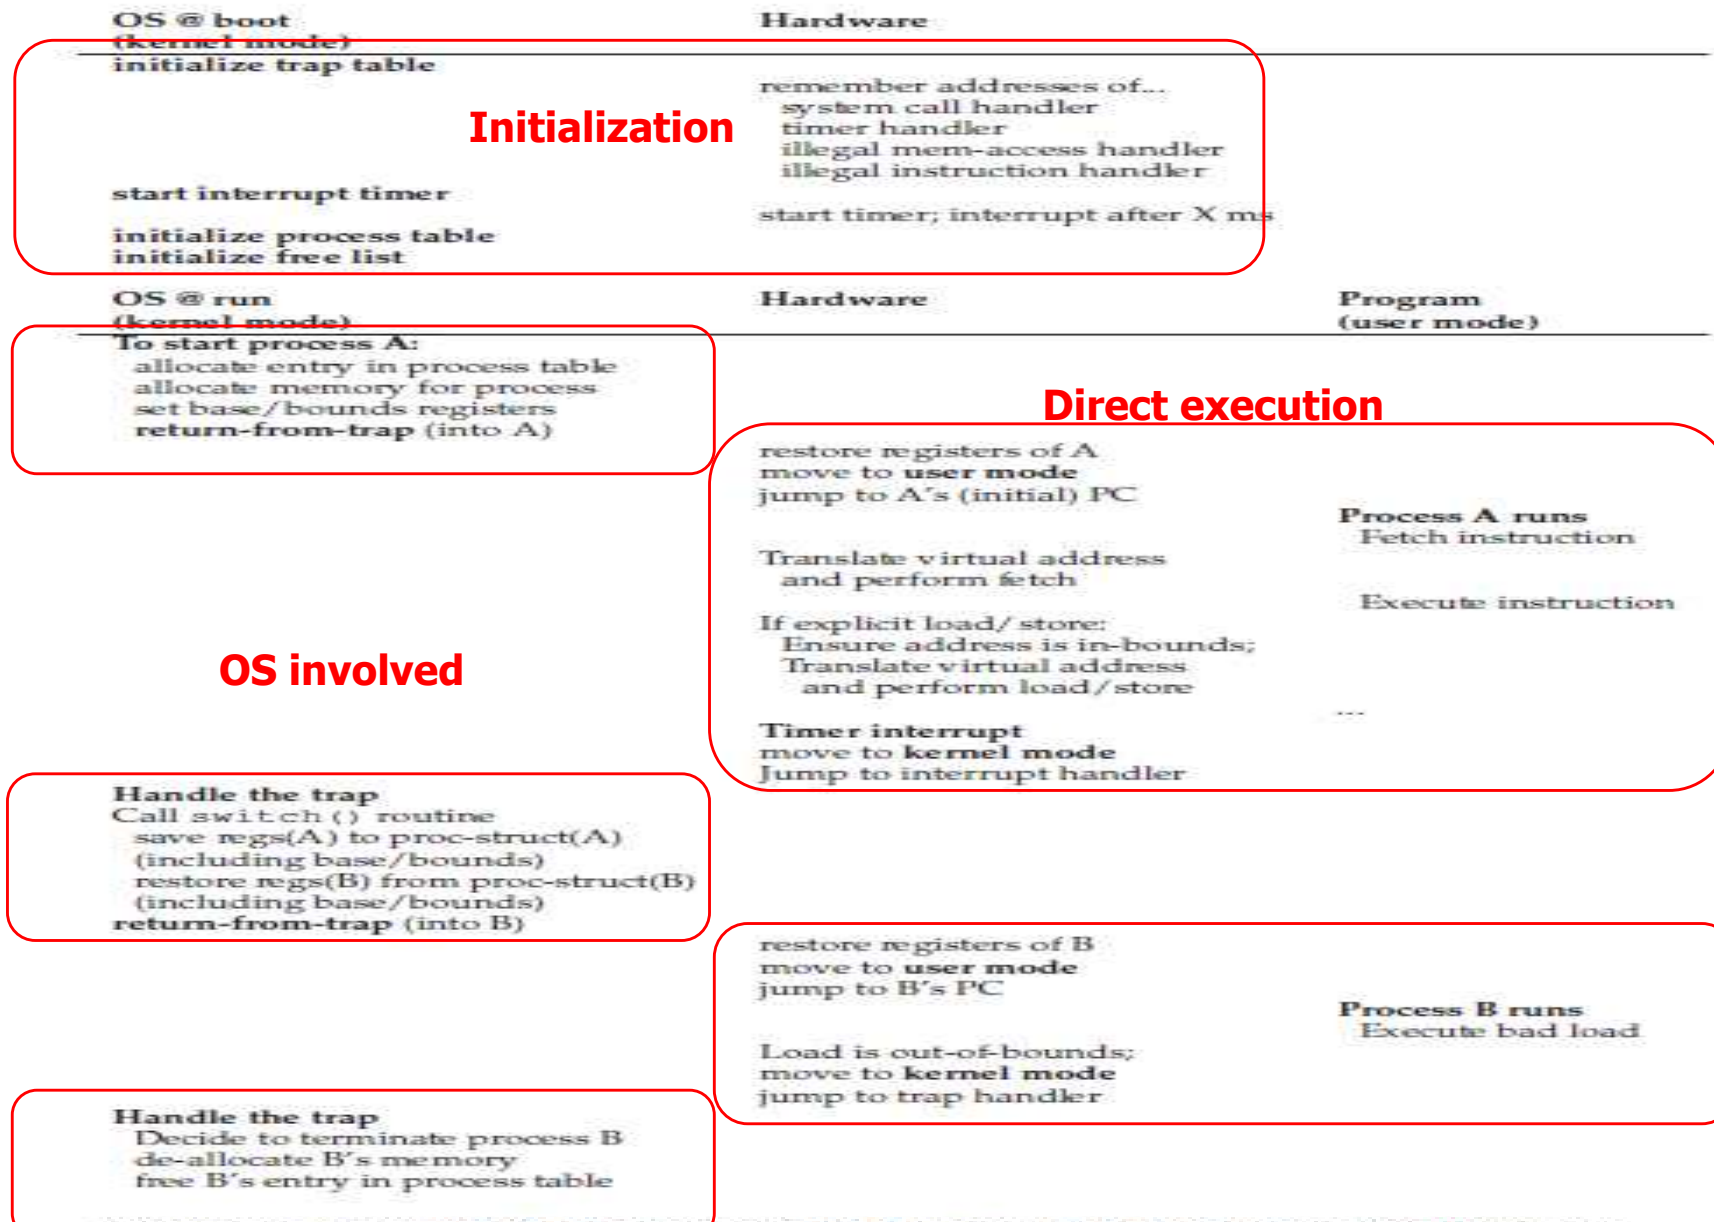 OS @ boot Hardware
(kernel mode)
initialize trap table
remember addresses of...
system call handler
Initialization
timer handler
illegal mem-access handler
illegal instruction handler
start interrupt timer
start timer; interrupt after X ms
initialize process table
initialize free list
OS @ run Hardware Program
(kernel mode) (user mode)
To start process A:
allocate entry in process table
allocate memory for process
set base/bounds registers
return-from-trap (into A)
Direct execution
restore registers of A
move to user mode
jump to A's (initial) PC
Process A runs
Fetch instruction
Translate virtual address
and perform fetch
Execute instruction
If explicit load/store:
Ensure address is in-bounds;
Translate virtual address
and perform load/store
OS involved
...
Timer interrupt
move to kernel mode
Jump to interrupt handler
Handle the trap
Call switch() routine
save regs(A) to proc-struct(A)
(including base/bounds)
restore regs(B) from proc-struct(B)
(including base/bounds)
return-from-trap (into B)
restore registers of B
move to user mode
jump to B's PC
Process B runs
Execute bad load
Load is out-of-bounds;
move to kernel mode
jump to trap handler
Handle the trap
Decide to terminate process B
de-allocate B's memory
free B's entry in process table